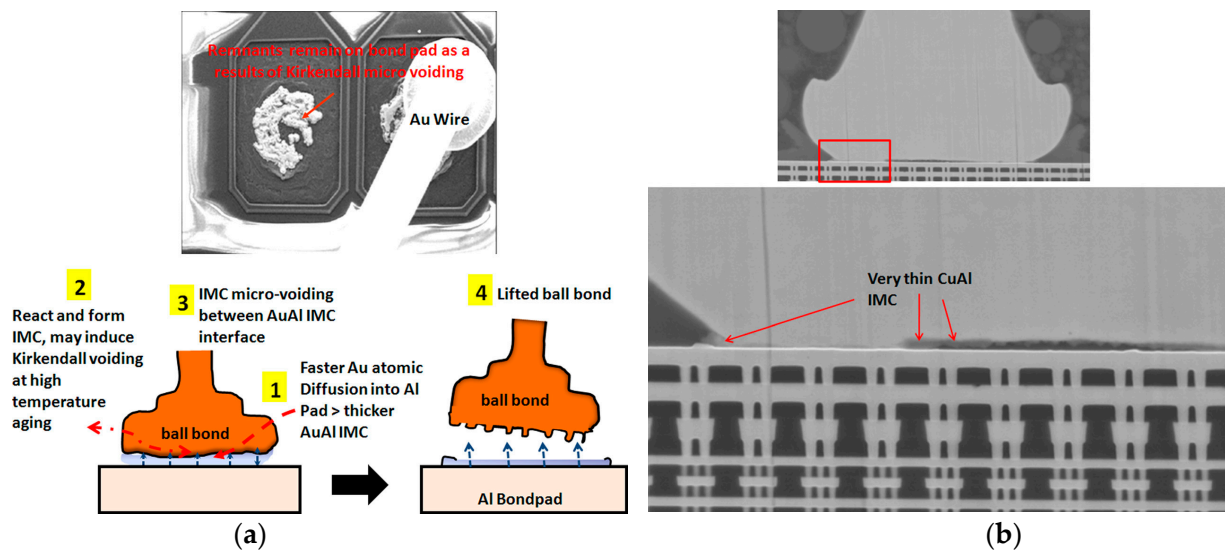 Remnants remain on bond pad as a
results of Kirkendall micro voiding
Au Wire
2
React and form
IMC, may induce
Kirkendall voiding
at high
temperature
aging
3
IMC micro-voiding
between AuAl IMC
interface
1
Faster Au atomic
Diffusion into Al
Pad > thicker
AuAl IMC
ball bond
4
Lifted ball bond
ball bond
Al Bondpad
(a)
Very thin CuAl
IMC
(b)